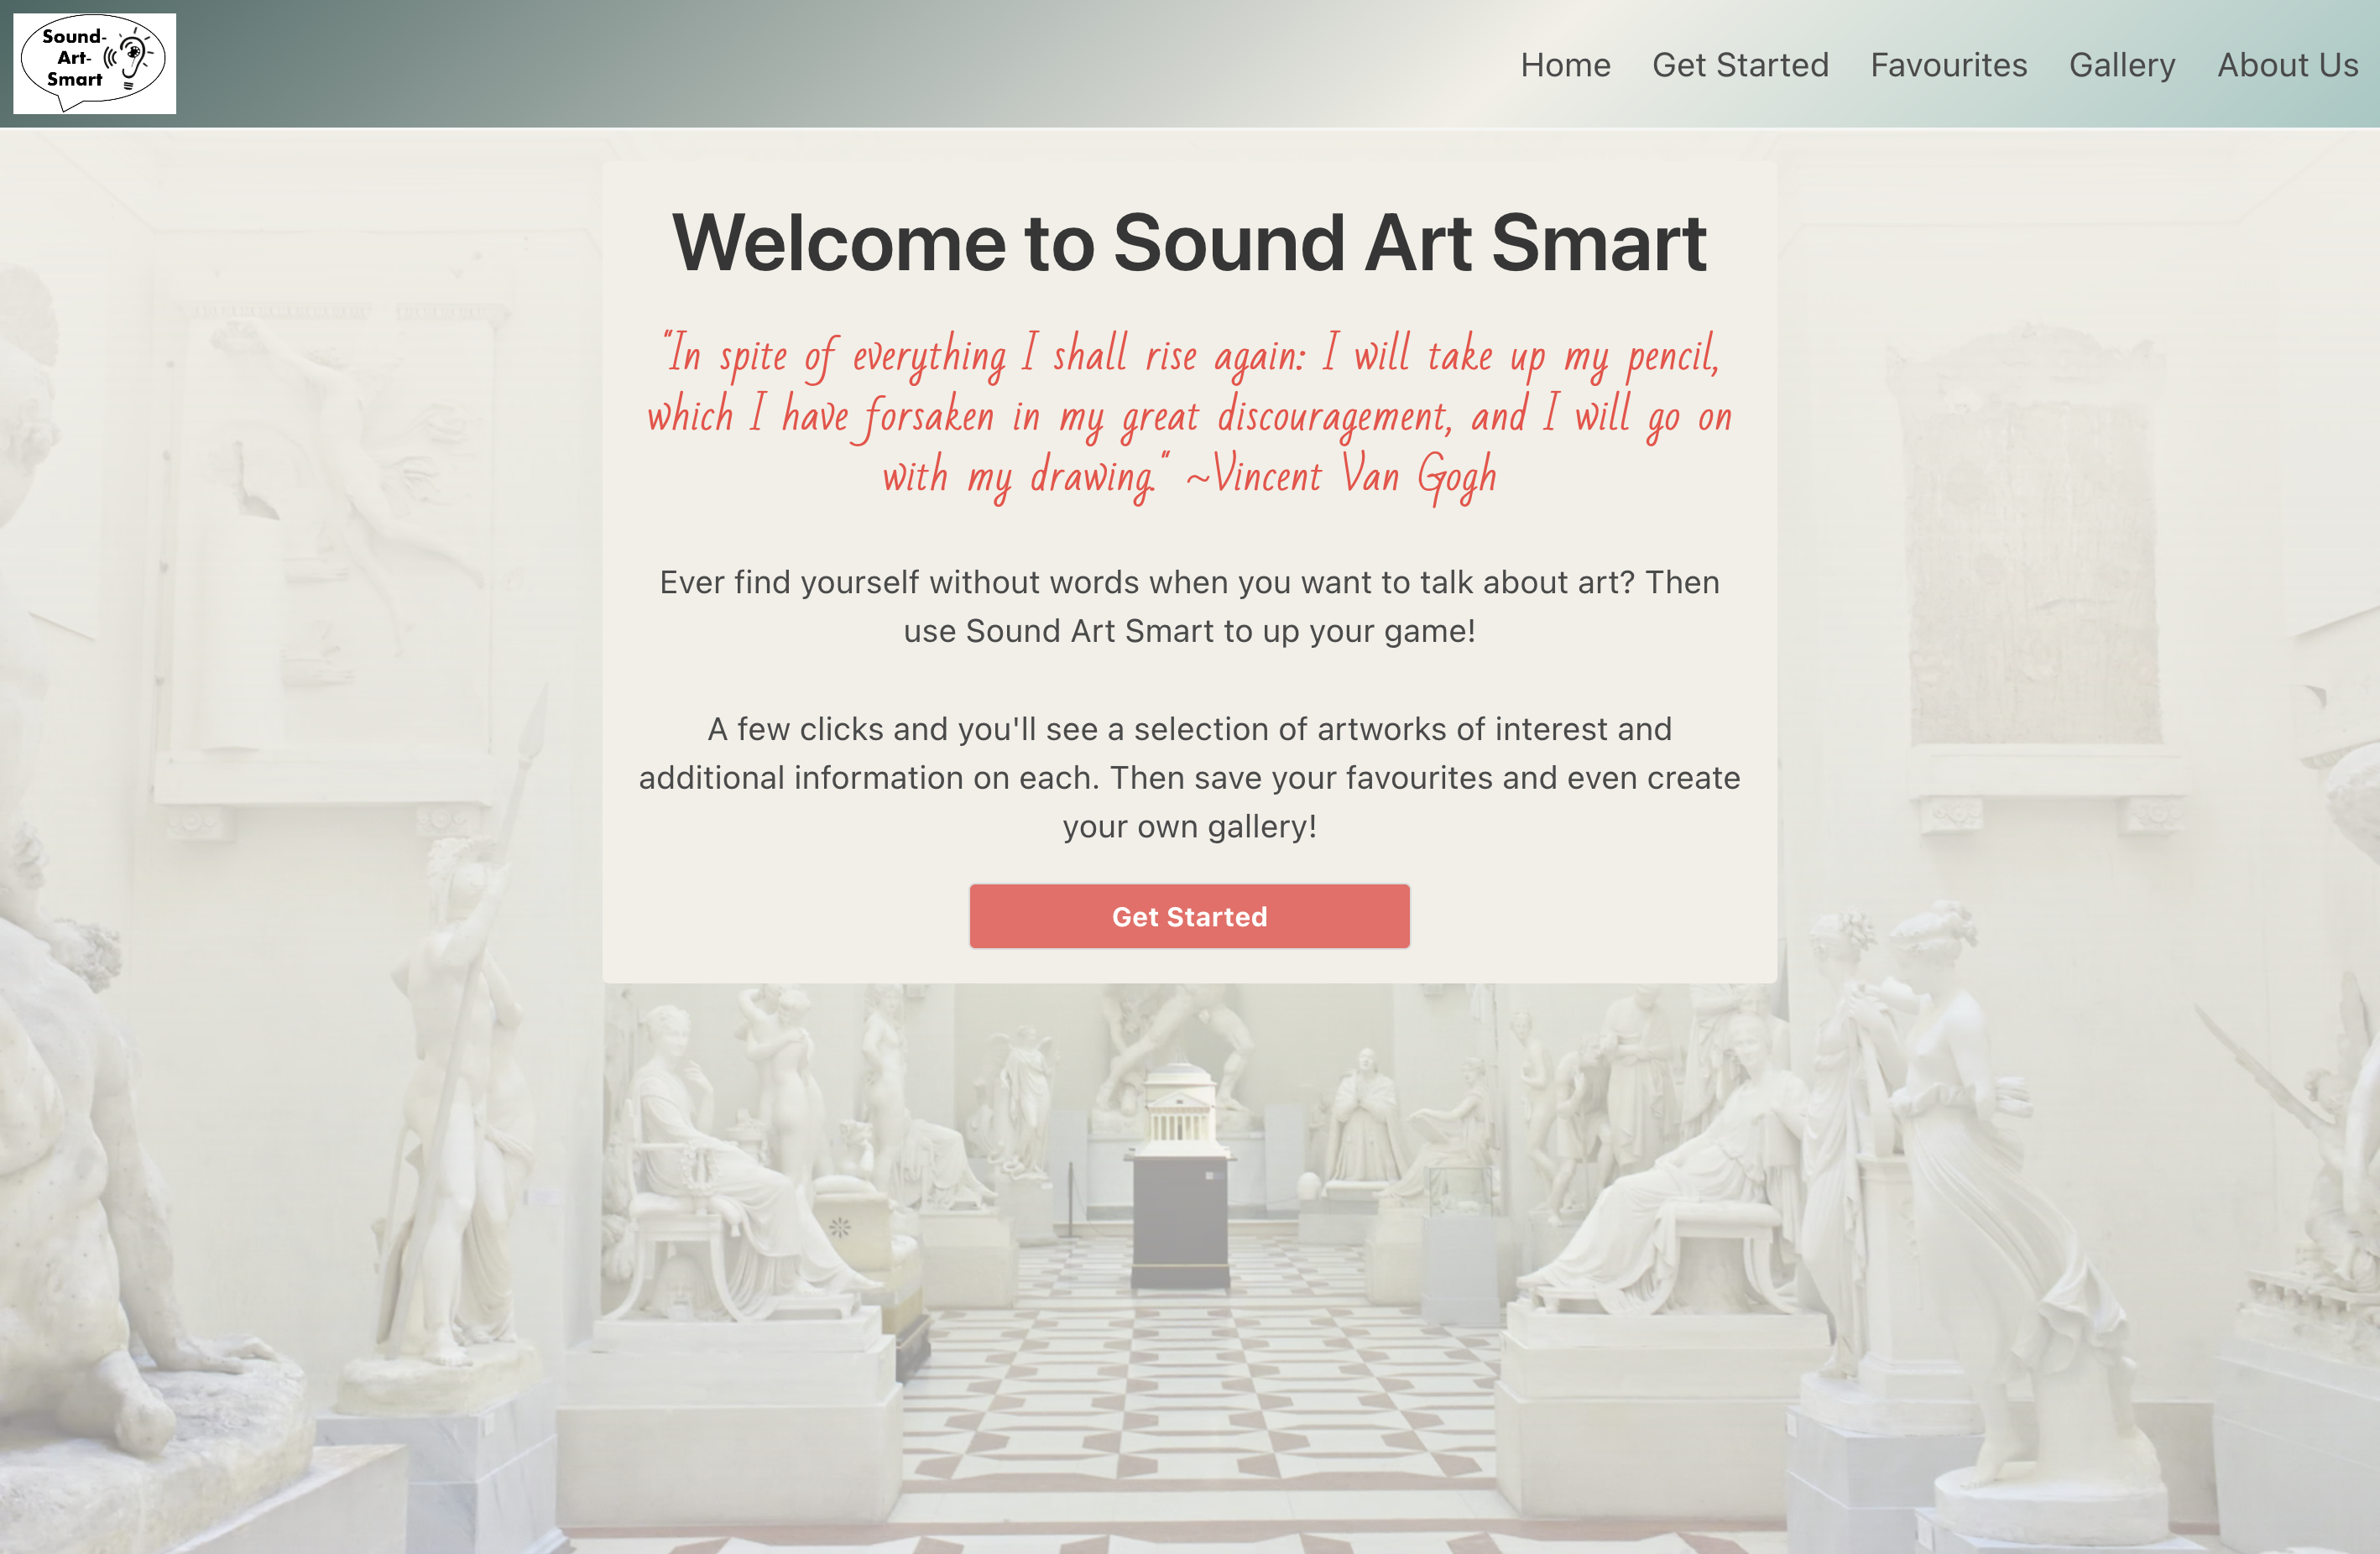 Sound-
Art-
Smart
Home Get Started Favourites Gallery About Us
Welcome to Sound Art Smart
"In spite of everything I shall rise again: I will take up my pencil,
which I have forsaken in my great discouragement, and I will go on
with my drawing." ~Vincent Van Gogh
Ever find yourself without words when you want to talk about art? Then
use Sound Art Smart to up your game!
A few clicks and you'll see a selection of artworks of interest and
additional information on each. Then save your favourites and even create
your own gallery!
Get Started